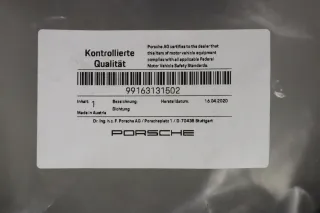 Kontrollierte
Qualität
Porsche AG certifies to the dealer that
this item of motor vehicle equipment
complies with all applicable Federal
Motor Vehicle Safety Standards.
99163131502
Inhalt: 1 Bezeichnung: Herstelldatum: 16.04.2020
Dichtung
Made in Austria
Dr. Ing. h.c. F. Porsche AG / Porscheplatz 1 / D-70435 Stuttgart
PORSCHE